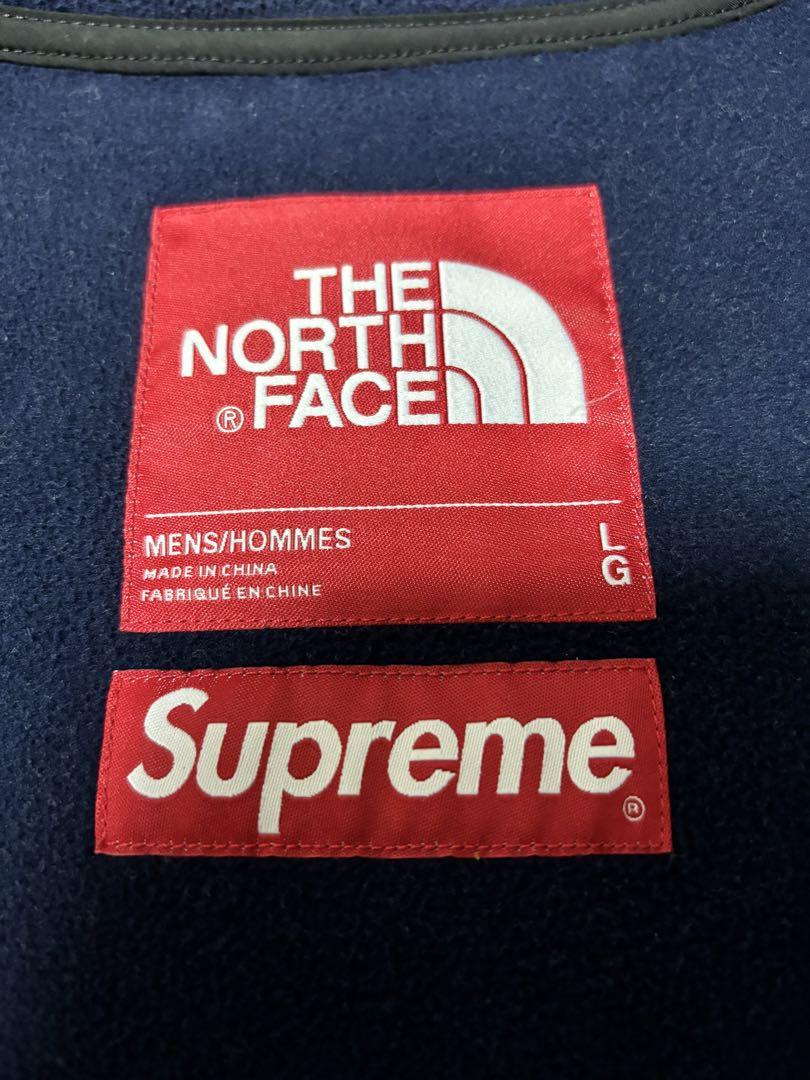 THE
NORTH
® FACE
MENS/HOMMES L
MADE IN CHINA G
FABRIQUÉ EN CHINE
Supreme ®